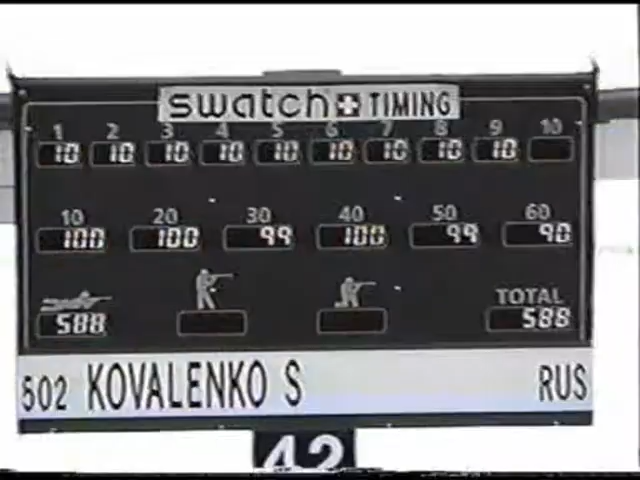 swatch TIMING
1 2 3 4 5 6 7 8 9 10
10 10 10 10 10 10 10 10 10
10 20 30 40 50 60
100 100 99 100 99 90
TOTAL
588 588
502 KOVALENKO S RUS
42